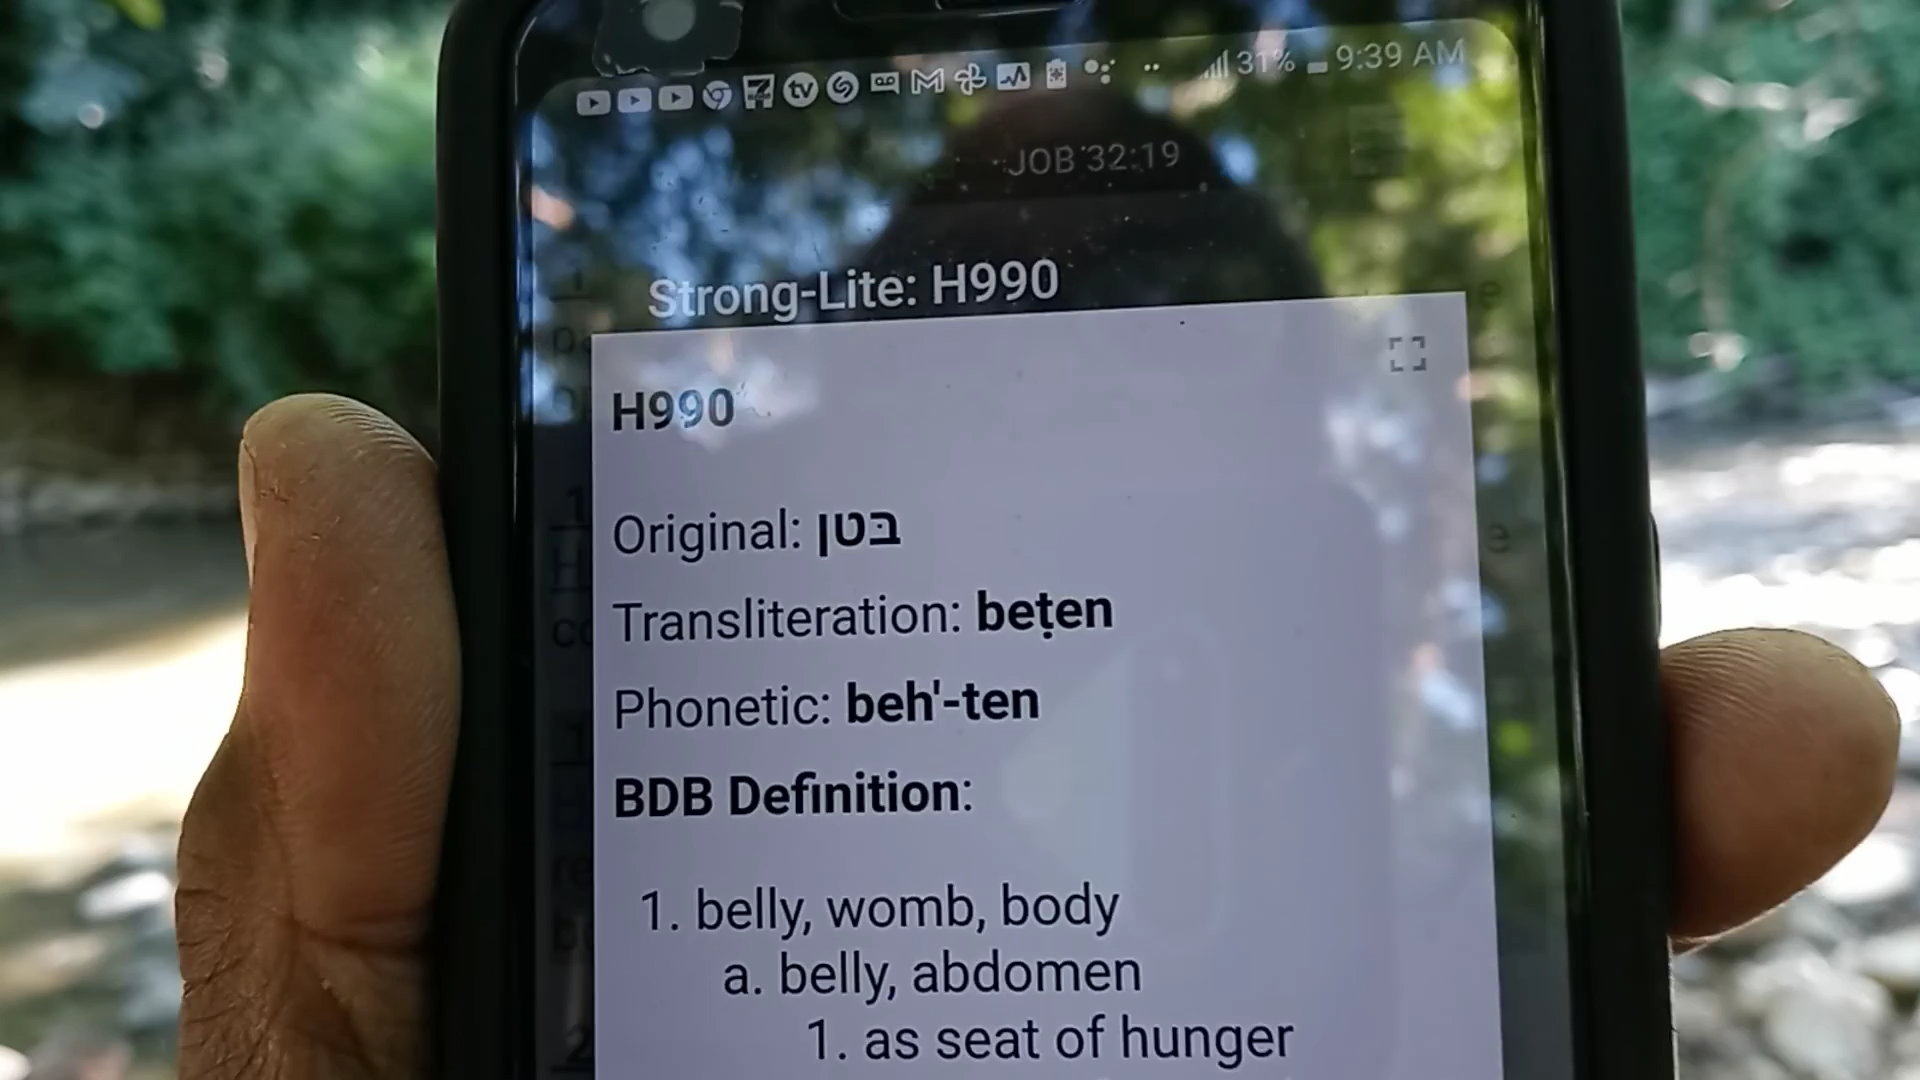 31% 9:39 AM
JOB 32:19
Strong-Lite: H990
H990
Original: בטן
Transliteration: beṭen
Phonetic: beh'-ten
BDB Definition:
1. belly, womb, body
a. belly, abdomen
1. as seat of hunger